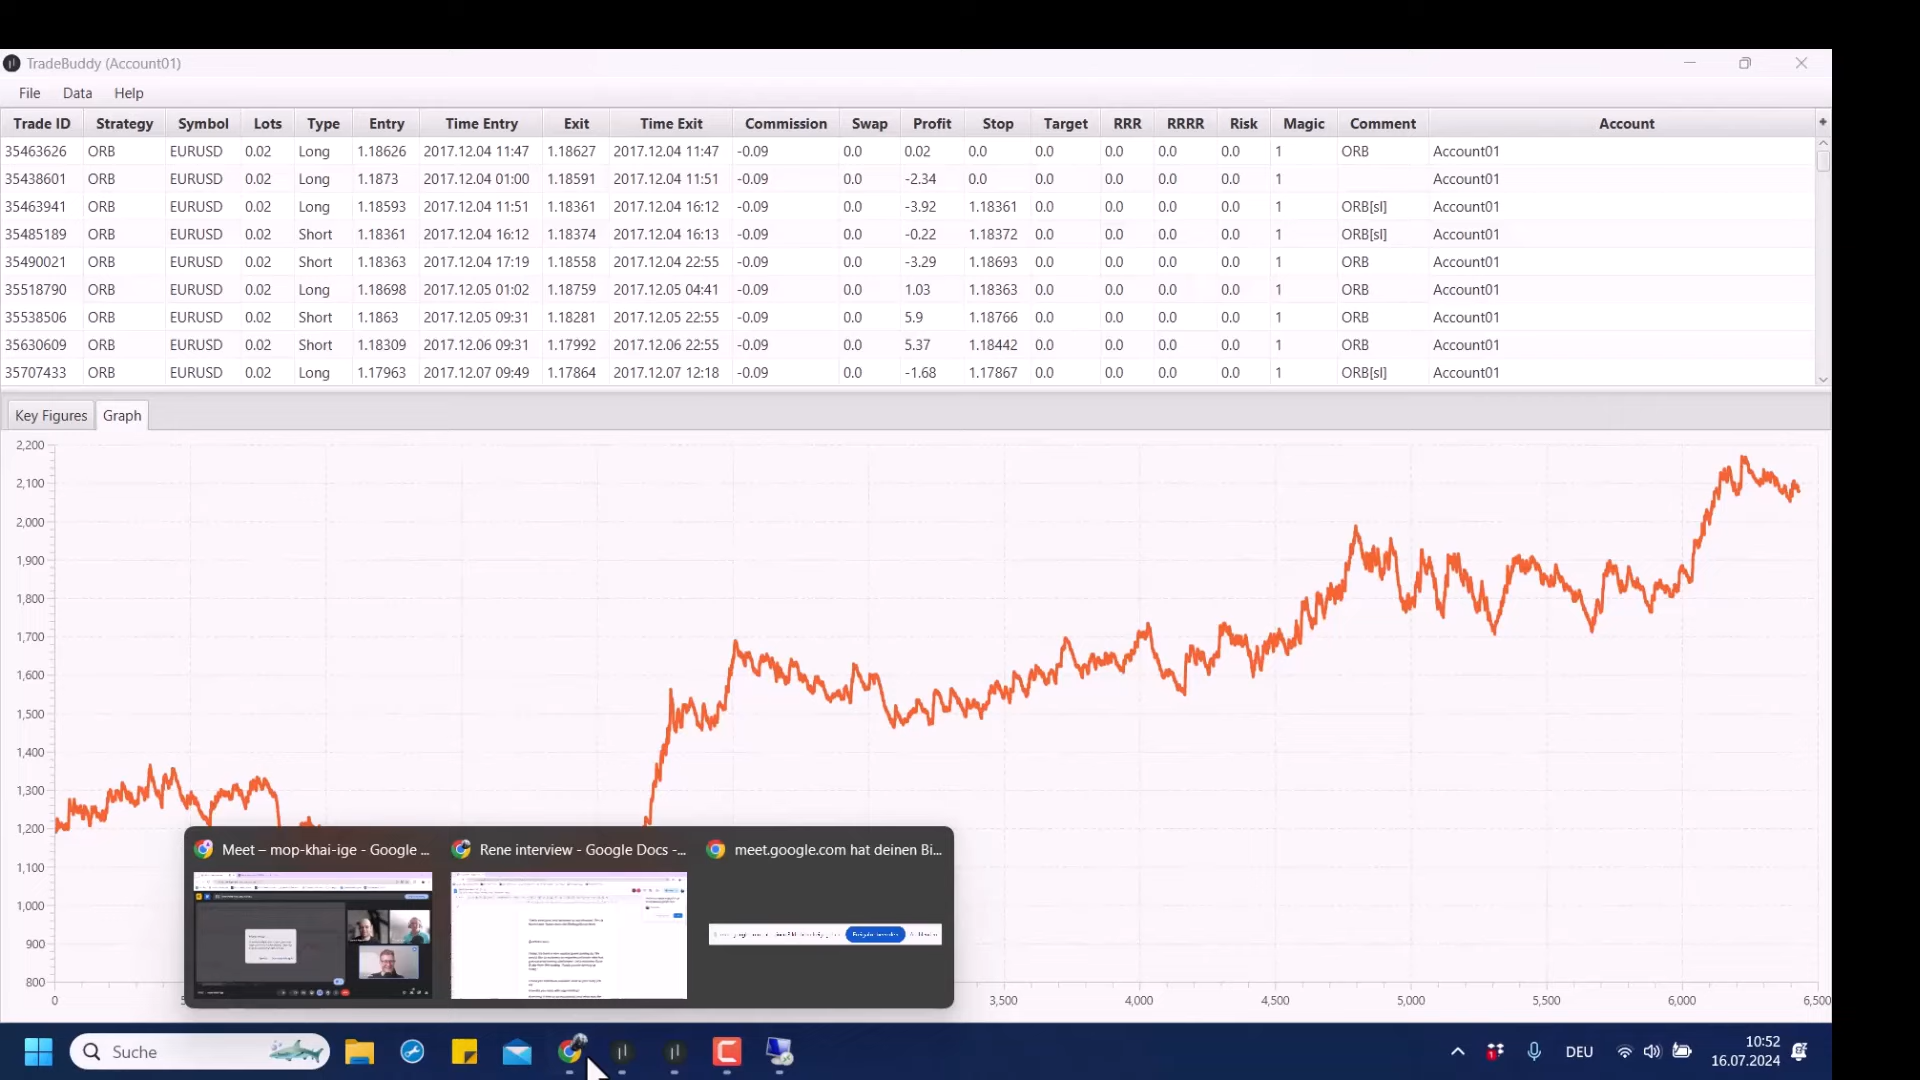 TradeBuddy (Account01)
File Data Help
Trade ID Strategy Symbol Lots Type Entry Time Entry Exit Time Exit Commission Swap Profit Stop Target RRR RRRR Risk Magic Comment Account +
35463626 ORB EURUSD 0.02 Long 1.18626 2017.12.04 11:47 1.18627 2017.12.04 11:47 -0.09 0.0 0.02 0.0 0.0 0.0 0.0 0.0 1 ORB Account01
35438601 ORB EURUSD 0.02 Long 1.1873 2017.12.04 01:00 1.18591 2017.12.04 11:51 -0.09 0.0 -2.34 0.0 0.0 0.0 0.0 0.0 1 Account01
35463941 ORB EURUSD 0.02 Long 1.18593 2017.12.04 11:51 1.18361 2017.12.04 16:12 -0.09 0.0 -3.92 1.18361 0.0 0.0 0.0 0.0 1 ORB[sl] Account01
35485189 ORB EURUSD 0.02 Short 1.18361 2017.12.04 16:12 1.18374 2017.12.04 16:13 -0.09 0.0 -0.22 1.18372 0.0 0.0 0.0 0.0 1 ORB[sl] Account01
35490021 ORB EURUSD 0.02 Short 1.18363 2017.12.04 17:19 1.18558 2017.12.04 22:55 -0.09 0.0 -3.29 1.18693 0.0 0.0 0.0 0.0 1 ORB Account01
35518790 ORB EURUSD 0.02 Long 1.18698 2017.12.05 01:02 1.18759 2017.12.05 04:41 -0.09 0.0 1.03 1.18363 0.0 0.0 0.0 0.0 1 ORB Account01
35538506 ORB EURUSD 0.02 Short 1.1863 2017.12.05 09:31 1.18281 2017.12.05 22:55 -0.09 0.0 5.9 1.18766 0.0 0.0 0.0 0.0 1 ORB Account01
35630609 ORB EURUSD 0.02 Short 1.18309 2017.12.06 09:31 1.17992 2017.12.06 22:55 -0.09 0.0 5.37 1.18442 0.0 0.0 0.0 0.0 1 ORB Account01
35707433 ORB EURUSD 0.02 Long 1.17963 2017.12.07 09:49 1.17864 2017.12.07 12:18 -0.09 0.0 -1.68 1.17867 0.0 0.0 0.0 0.0 1 ORB[sl] Account01
Key Figures Graph
2,200
2,100
2,000
1,900
1,800
1,700
1,600
1,500
1,400
1,300
1,200
1,100
1,000
900
800
Meet – mop-khai-ige - Google ... Rene interview - Google Docs -... meet.google.com hat deinen Bi...
0 3,500 4,000 4,500 5,000 5,500 6,000 6,500
Suche
DEU
10:52
16.07.2024